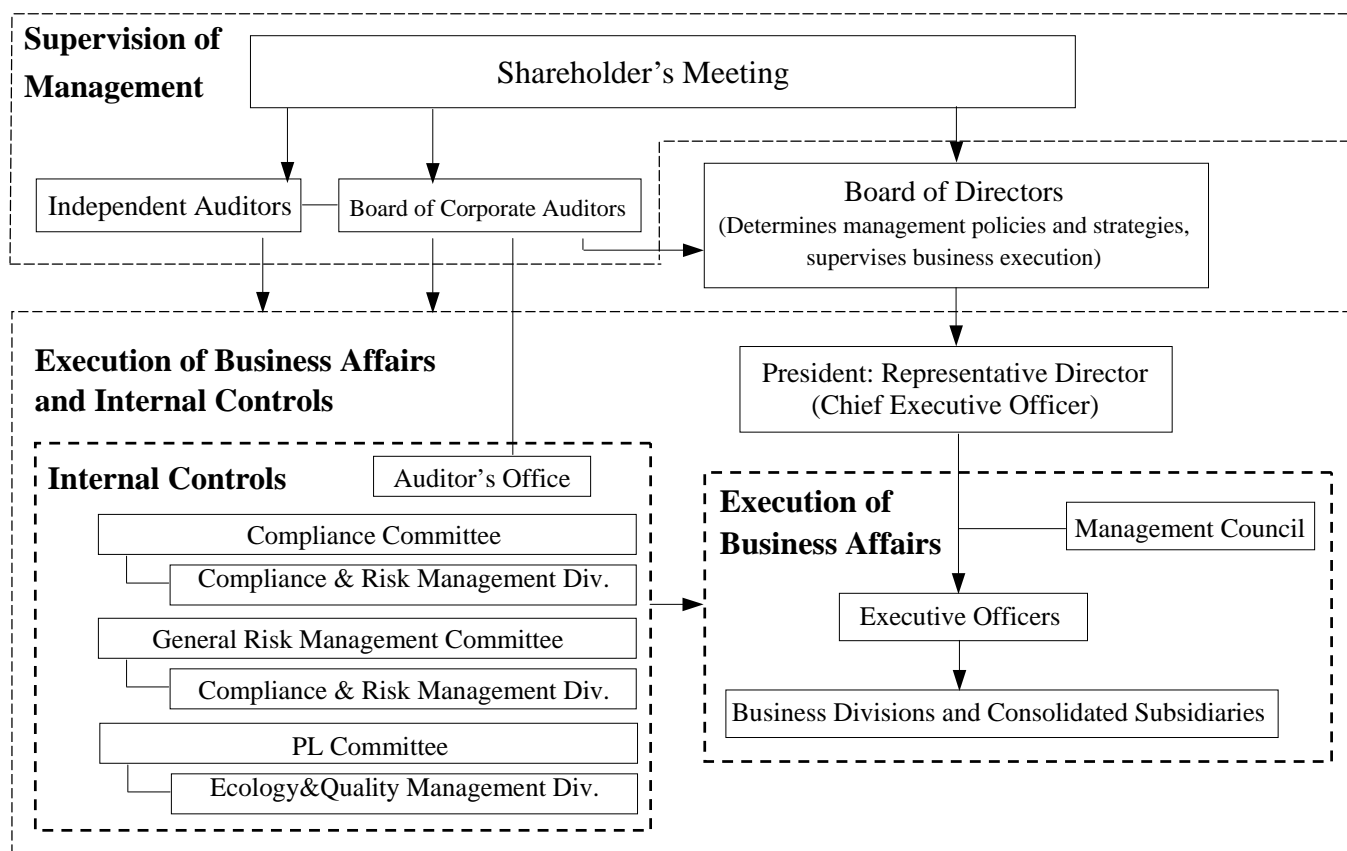 Supervision of
Management
Shareholder’s Meeting
Independent Auditors
Board of Corporate Auditors
Board of Directors
(Determines management policies and strategies,
supervises business execution)
Execution of Business Affairs
and Internal Controls
President: Representative Director
(Chief Executive Officer)
Internal Controls
Auditor’s Office
Compliance Committee
Compliance & Risk Management Div.
General Risk Management Committee
Compliance & Risk Management Div.
PL Committee
Ecology&Quality Management Div.
Execution of
Business Affairs
Management Council
Executive Officers
Business Divisions and Consolidated Subsidiaries